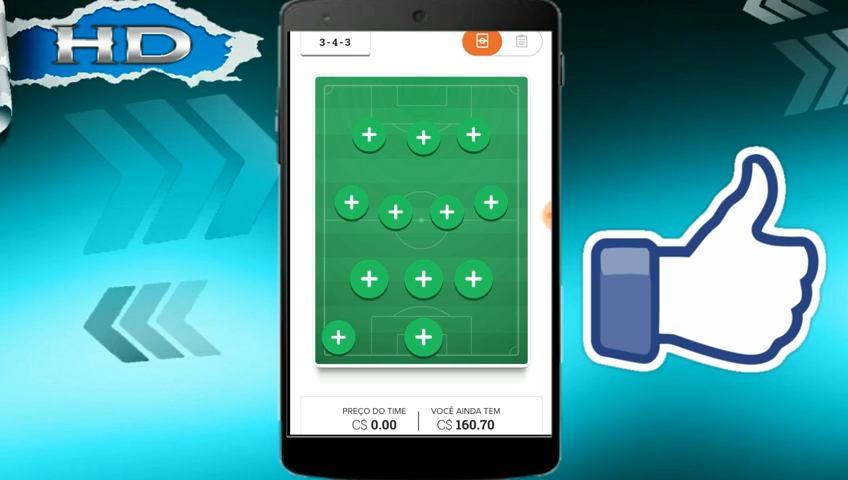 HD
3-4-3
PREÇO DO TIME
C$ 0.00
VOCÊ AINDA TEM
C$ 160.70